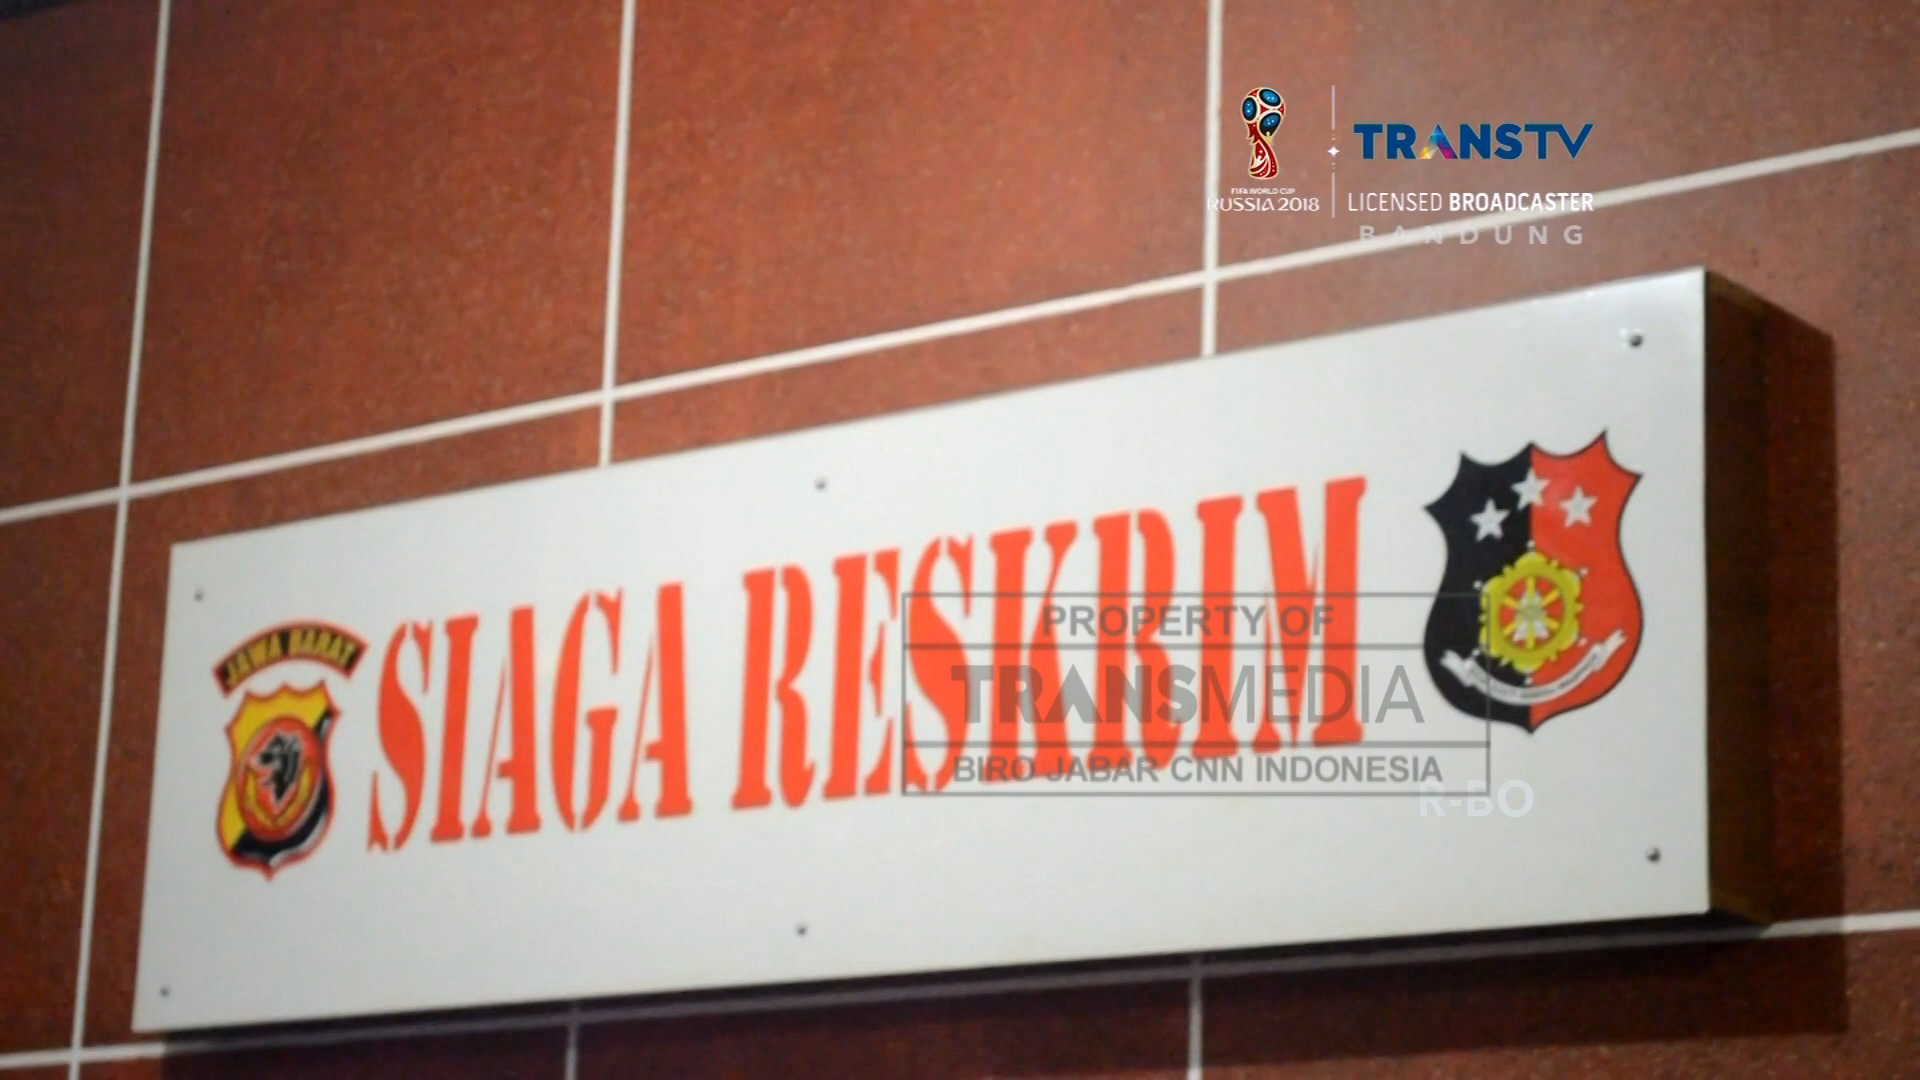 FIFA WORLD CUP
RUSSIA 2018
TRANSTV
LICENSED BROADCASTER
BANDUNG
JAWA BARAT
SIAGA RESKRIM
PROPERTY OF
TRANSMEDIA
BIRO JABAR CNN INDONESIA
R-BO